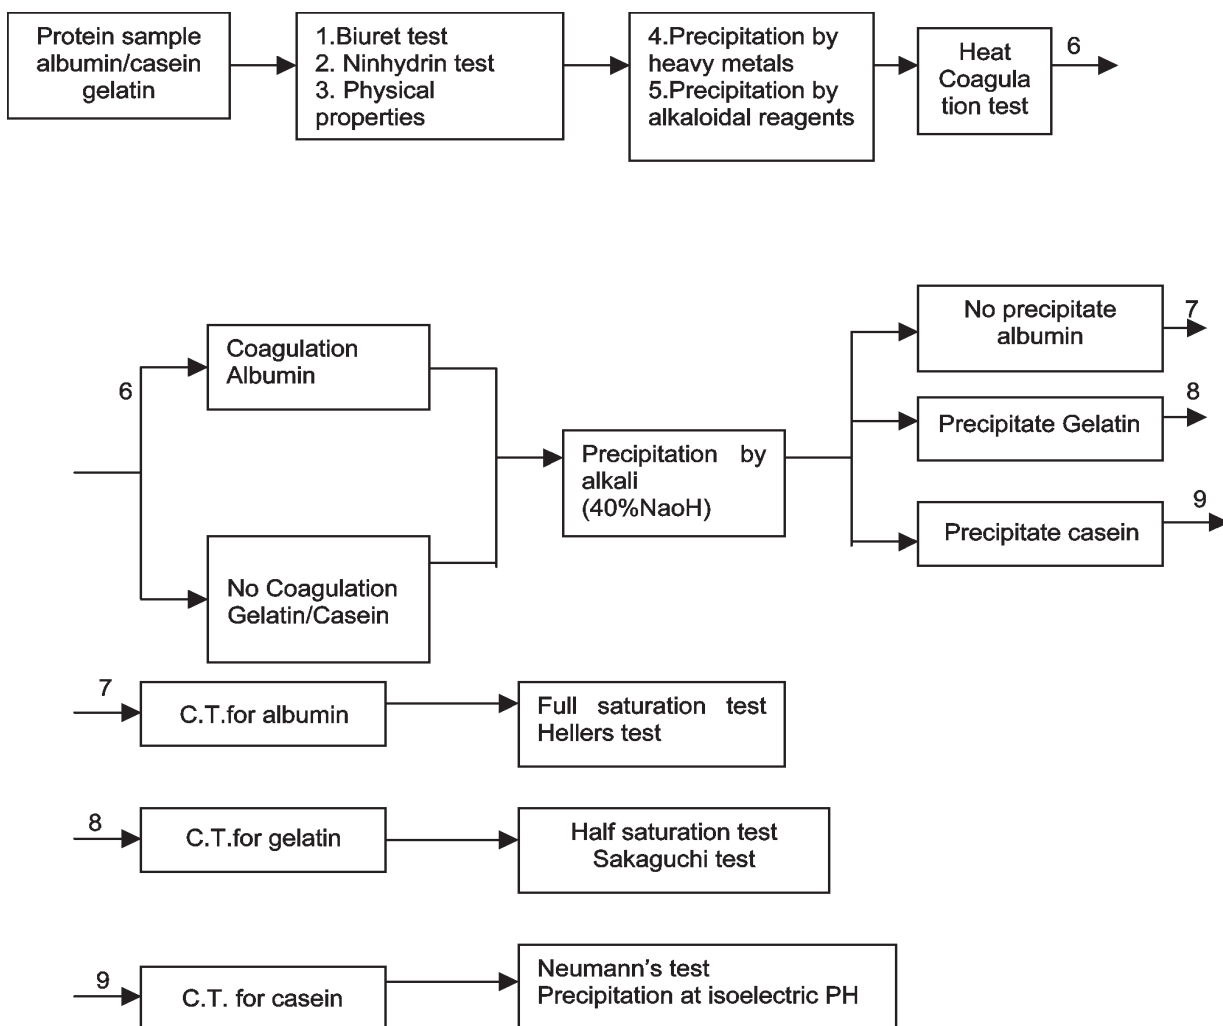 Protein sample
albumin/casein
gelatin
1.Biuret test
2. Ninhydrin test
3. Physical
properties
4.Precipitation by
heavy metals
5.Precipitation by
alkaloidal reagents
Heat
Coagula
tion test
6
6
Coagulation
Albumin
No Coagulation
Gelatin/Casein
Precipitation by
alkali
(40%NaoH)
No precipitate
albumin
7
Precipitate Gelatin
8
Precipitate casein
9
7
C.T.for albumin
Full saturation test
Hellers test
8
C.T.for gelatin
Half saturation test
Sakaguchi test
9
C.T. for casein
Neumann's test
Precipitation at isoelectric PH